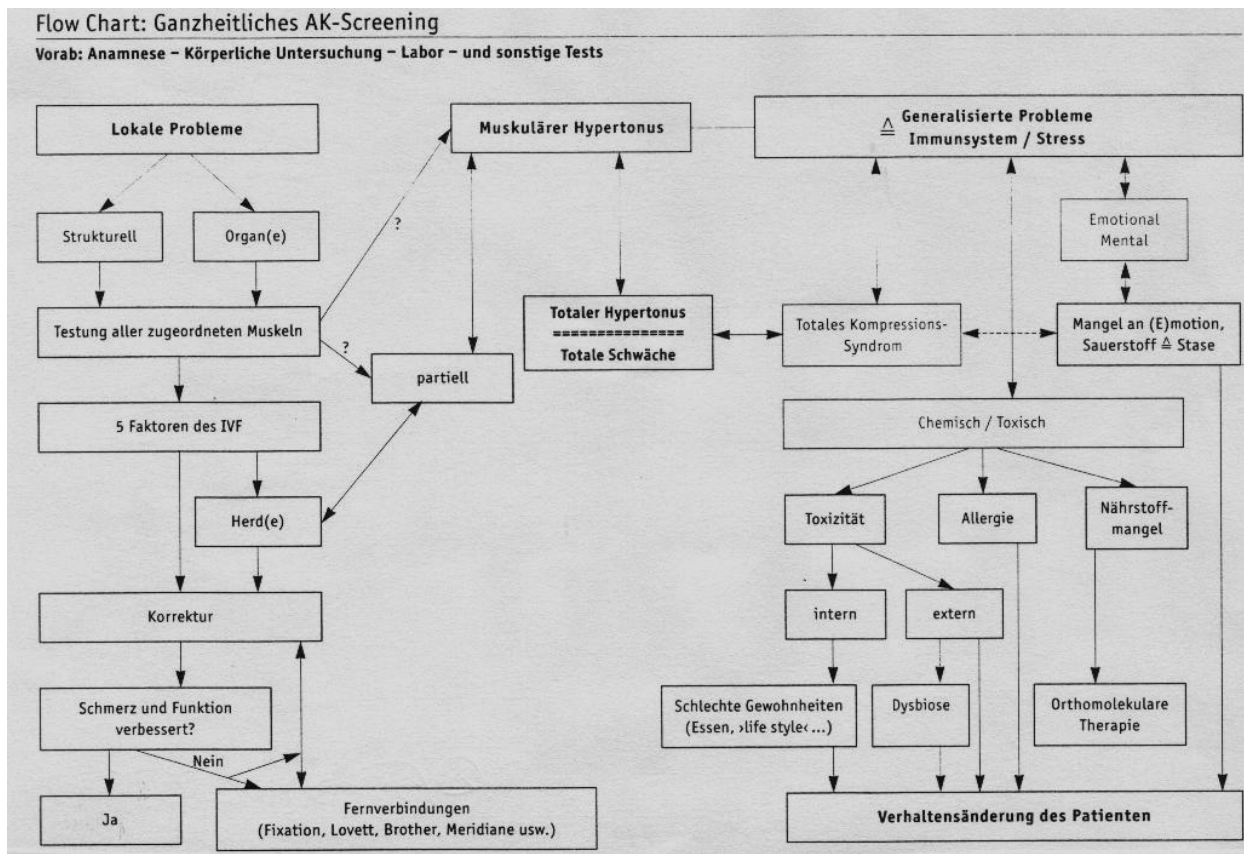 Flow Chart: Ganzheitliches AK-Screening
Vorab: Anamnese – Körperliche Untersuchung – Labor – und sonstige Tests
Lokale Probleme
Muskulärer Hypertonus
≙ Generalisierte Probleme
Immunsystem / Stress
Strukturell
Organ(e)
?
Emotional
Mental
Testung aller zugeordneten Muskeln
?
partiell
Totaler Hypertonus
===============
Totale Schwäche
Totales Kompressions-
Syndrom
Mangel an (E)motion,
Sauerstoff ≙ Stase
5 Faktoren des IVF
Chemisch / Toxisch
Herd(e)
Toxizität
Allergie
Nährstoff-
mangel
Korrektur
intern
extern
Schmerz und Funktion
verbessert?
Schlechte Gewohnheiten
(Essen, ›life style‹ ...)
Dysbiose
Orthomolekulare
Therapie
Nein
Ja
Fernverbindungen
(Fixation, Lovett, Brother, Meridiane usw.)
Verhaltensänderung des Patienten